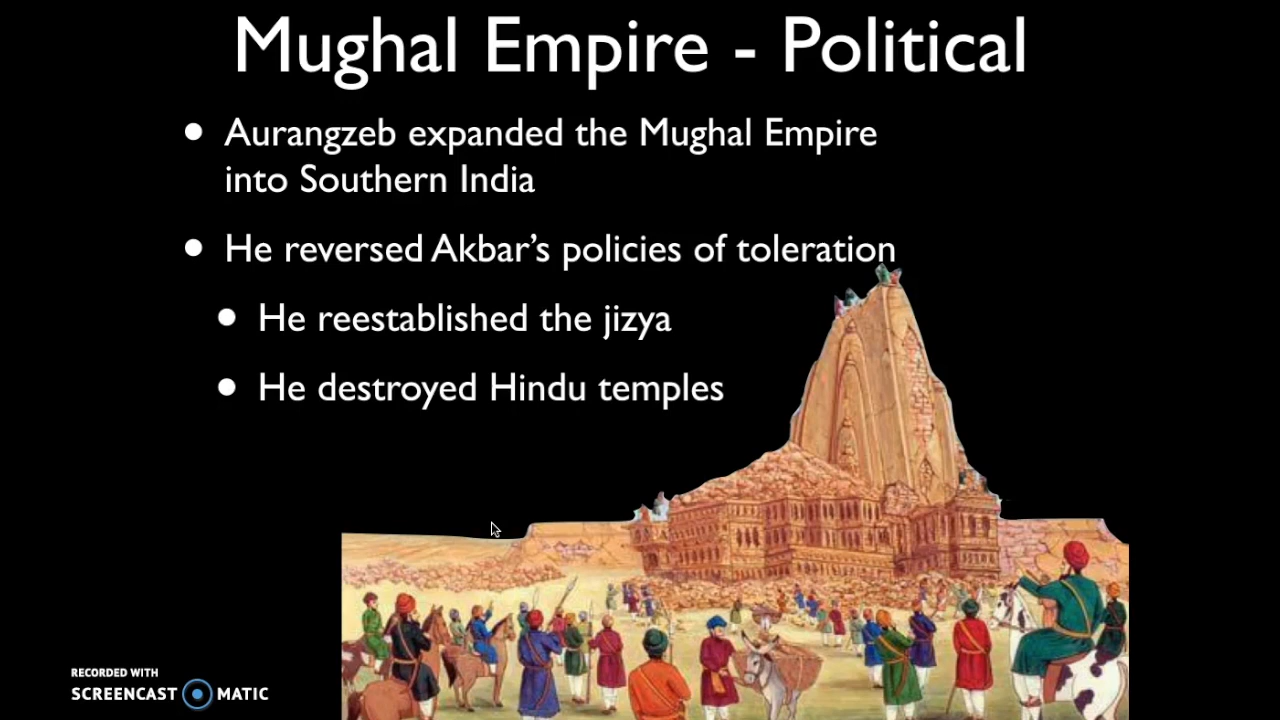 Mughal Empire - Political
• Aurangzeb expanded the Mughal Empire
into Southern India
• He reversed Akbar's policies of toleration
• He reestablished the jizya
• He destroyed Hindu temples
RECORDED WITH
SCREENCAST MATIC